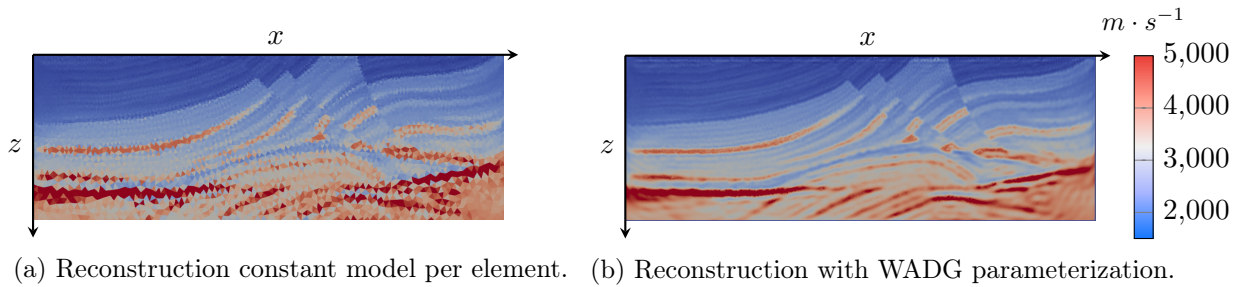 x
x
m · s⁻¹
5,000
4,000
3,000
2,000
z
z
(a) Reconstruction constant model per element.
(b) Reconstruction with WADG parameterization.